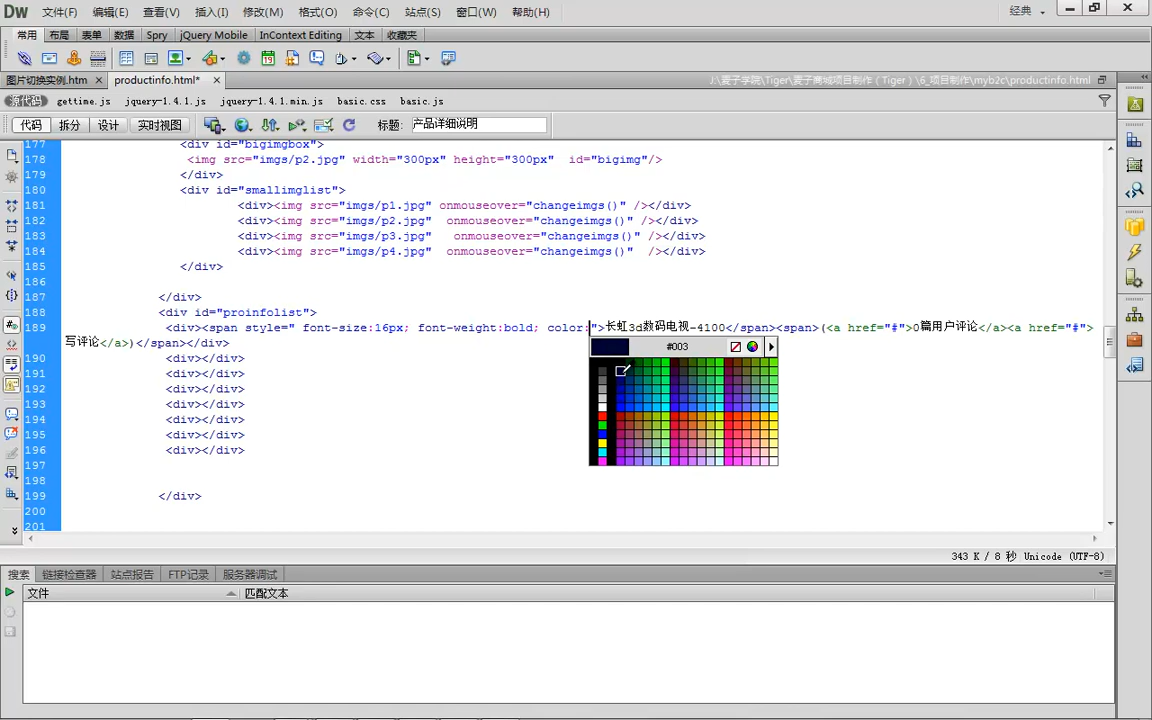 Dw 文件(F) 编辑(E) 查看(V) 插入(I) 修改(M) 格式(O) 命令(C) 站点(S) 窗口(W) 帮助(H) 经典
常用 布局 表单 数据 Spry jQuery Mobile InContext Editing 文本 收藏夹
图片切换实例.htm × productinfo.html* × J:\麦子学院\Tiger\麦子商城项目制作 ( Tiger ) \6_项目制作\myb2c\productinfo.html
源代码 gettime.js jquery-1.4.1.js jquery-1.4.1.min.js basic.css basic.js
代码 拆分 设计 实时视图 标题: 产品详细说明
177 <div id="bigimgbox">
178 <img src="imgs/p2.jpg" width="300px" height="300px" id="bigimg"/>
179 </div>
180 <div id="smallimglist">
181 <div><img src="imgs/p1.jpg" onmouseover="changeimgs()" /></div>
182 <div><img src="imgs/p2.jpg" onmouseover="changeimgs()" /></div>
183 <div><img src="imgs/p3.jpg" onmouseover="changeimgs()" /></div>
184 <div><img src="imgs/p4.jpg" onmouseover="changeimgs()" /></div>
185 </div>
186
187 </div>
188 <div id="proinfolist">
189 <div><span style=" font-size:16px; font-weight:bold; color:">长虹3d数码电视-4100</span><span>(<a href="#">0篇用户评论</a><a href="#">
写评论</a>)</span></div>
#003
190 <div></div>
191 <div></div>
192 <div></div>
193 <div></div>
194 <div></div>
195 <div></div>
196 <div></div>
197
198
199 </div>
200
201
343 K / 8 秒 Unicode (UTF-8)
搜索 链接检查器 站点报告 FTP记录 服务器调试
文件 匹配文本